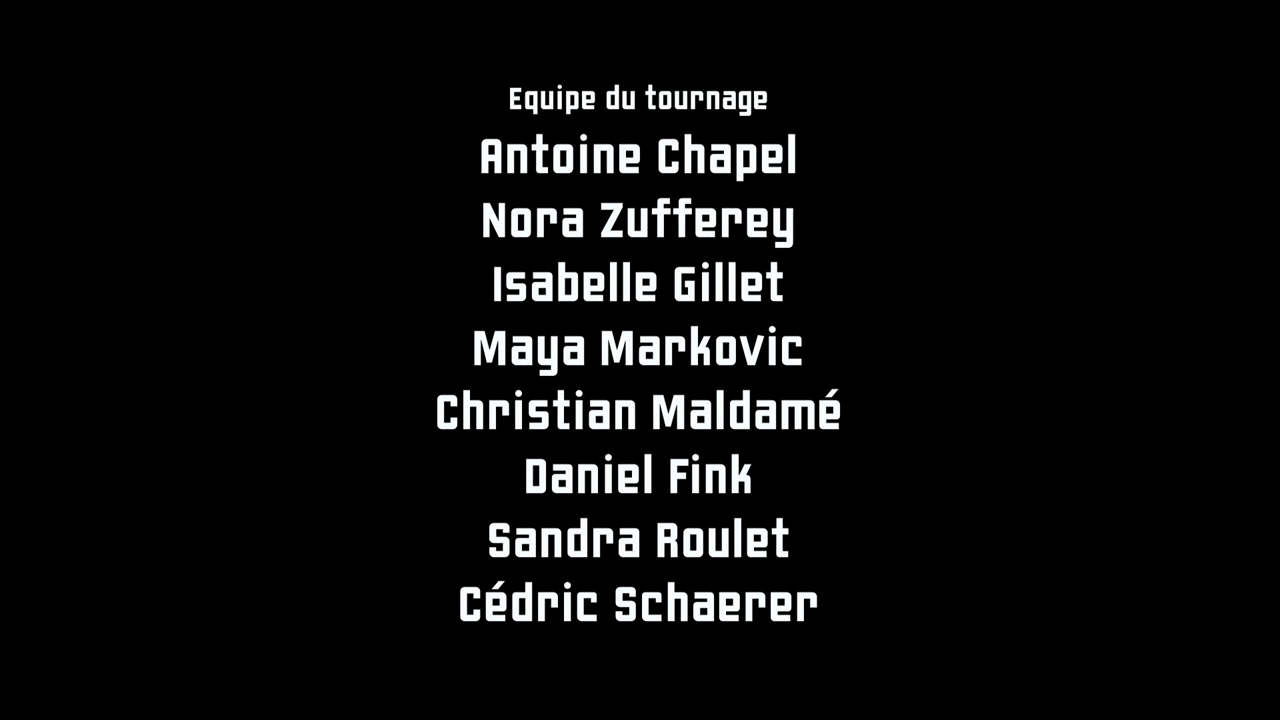 Equipe du tournage
Antoine Chapel
Nora Zufferey
Isabelle Gillet
Maya Markovic
Christian Maldamé
Daniel Fink
Sandra Roulet
Cédric Schaerer